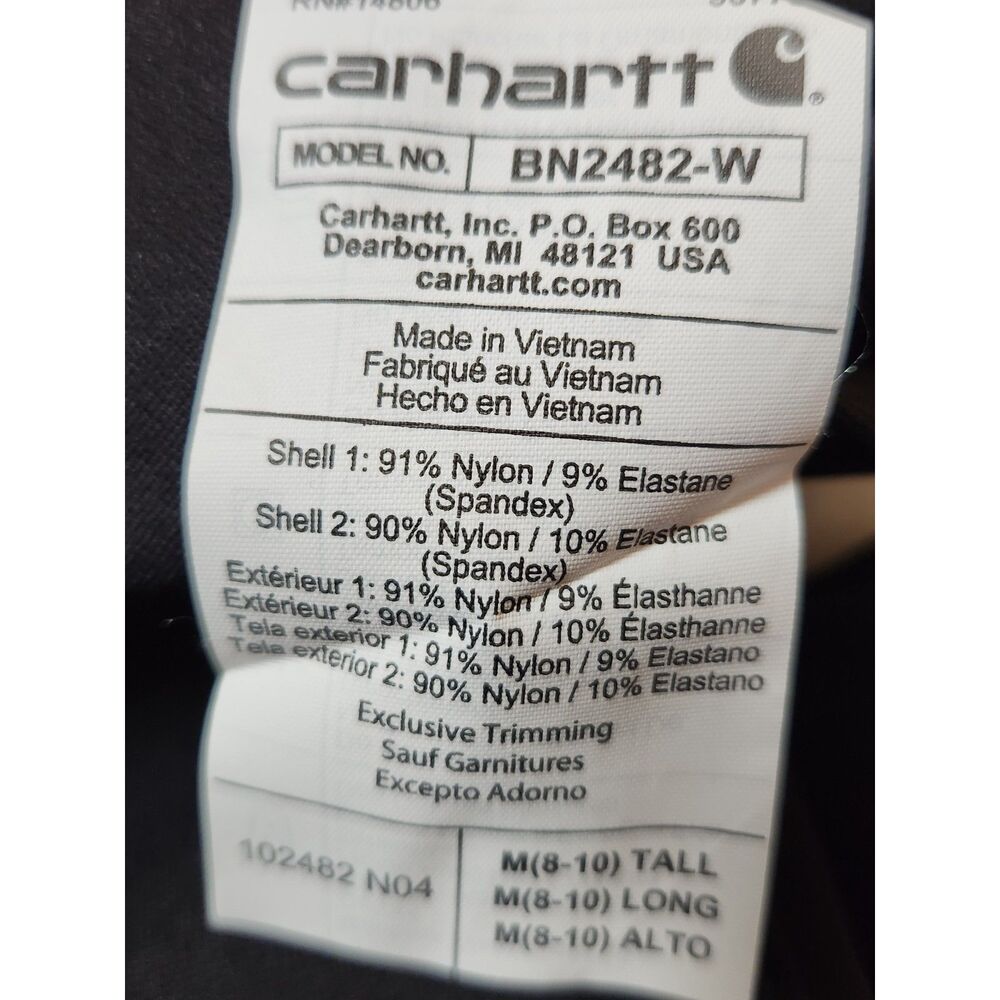 RN#14806
carhartt
MODEL NO. BN2482-W
Carhartt, Inc. P.O. Box 600
Dearborn, MI 48121 USA
carhartt.com
Made in Vietnam
Fabriqué au Vietnam
Hecho en Vietnam
Shell 1: 91% Nylon / 9% Elastane
(Spandex)
Shell 2: 90% Nylon / 10% Elastane
(Spandex)
Extérieur 1: 91% Nylon / 9% Élasthanne
Extérieur 2: 90% Nylon / 10% Élasthanne
Tela exterior 1: 91% Nylon / 9% Elastano
Tela exterior 2: 90% Nylon / 10% Elastano
Exclusive Trimming
Sauf Garnitures
Excepto Adorno
102482 N04
M(8-10) TALL
M(8-10) LONG
M(8-10) ALTO